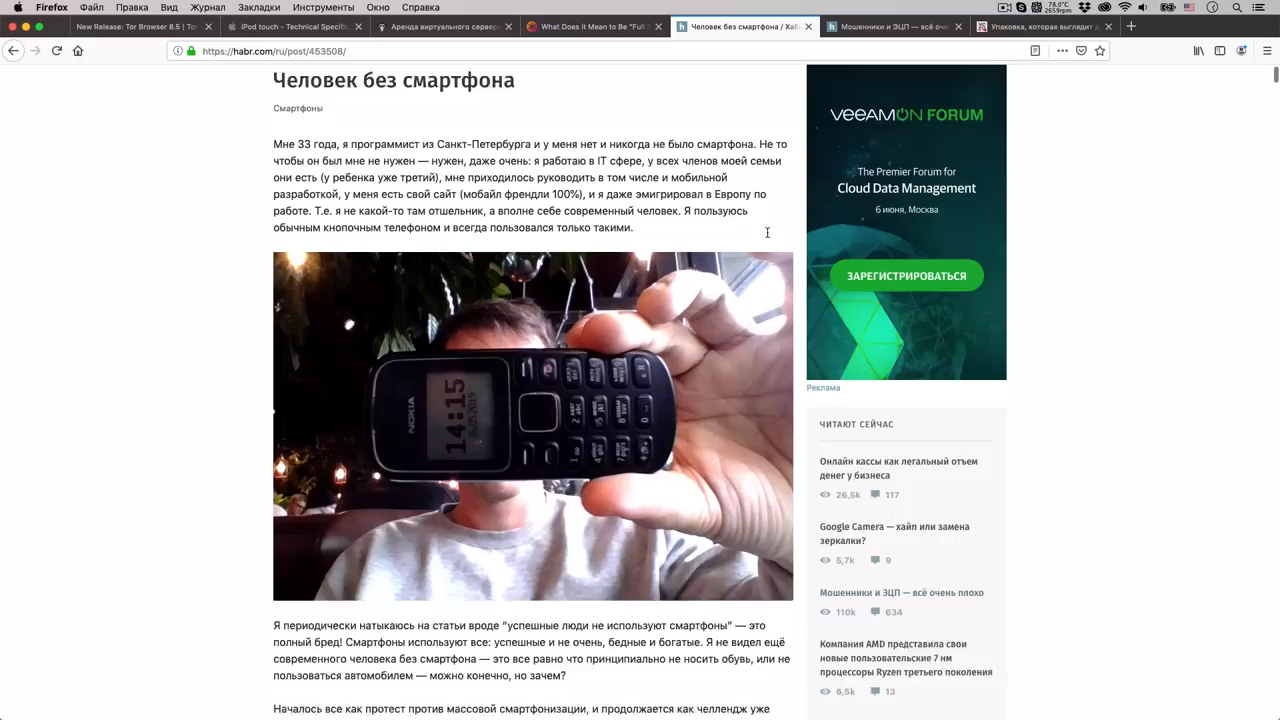 Firefox Файл Правка Вид Журнал Закладки Инструменты Окно Справка
78.0°C
2659rpm
New Release: Tor Browser 8.5 | Tor
iPod touch - Technical Specific
Аренда виртуального сервера
What Does it Mean to Be "Full
Человек без смартфона / Хаб
Мошенники и ЭЦП — всё оче
Упаковка, которая выглядит д
https://habr.com/ru/post/453508/
Человек без смартфона
Смартфоны
Мне 33 года, я программист из Санкт-Петербурга и у меня нет и никогда не было смартфона. Не то
чтобы он был мне не нужен — нужен, даже очень: я работаю в IT сфере, у всех членов моей семьи
они есть (у ребенка уже третий), мне приходилось руководить в том числе и мобильной
разработкой, у меня есть свой сайт (мобайл френдли 100%), и я даже эмигрировал в Европу по
работе. Т.е. я не какой-то там отшельник, а вполне себе современный человек. Я пользуюсь
обычным кнопочным телефоном и всегда пользовался только такими.
NOKIA
14:15
Я периодически натыкаюсь на статьи вроде “успешные люди не используют смартфоны” — это
полный бред! Смартфоны используют все: успешные и не очень, бедные и богатые. Я не видел ещё
современного человека без смартфона — это все равно что принципиально не носить обувь, или не
пользоваться автомобилем — можно конечно, но зачем?
Началось все как протест против массовой смартфонизации, и продолжается как челлендж уже
VEEAMON FORUM
The Premier Forum for
Cloud Data Management
6 июня, Москва
ЗАРЕГИСТРИРОВАТЬСЯ
Реклама
ЧИТАЮТ СЕЙЧАС
Онлайн кассы как легальный отъем
денег у бизнеса
26,5k 117
Google Camera — хайп или замена
зеркалки?
5,7k 9
Мошенники и ЭЦП — всё очень плохо
110k 634
Компания AMD представила свои
новые пользовательские 7 нм
процессоры Ryzen третьего поколения
6,5k 13